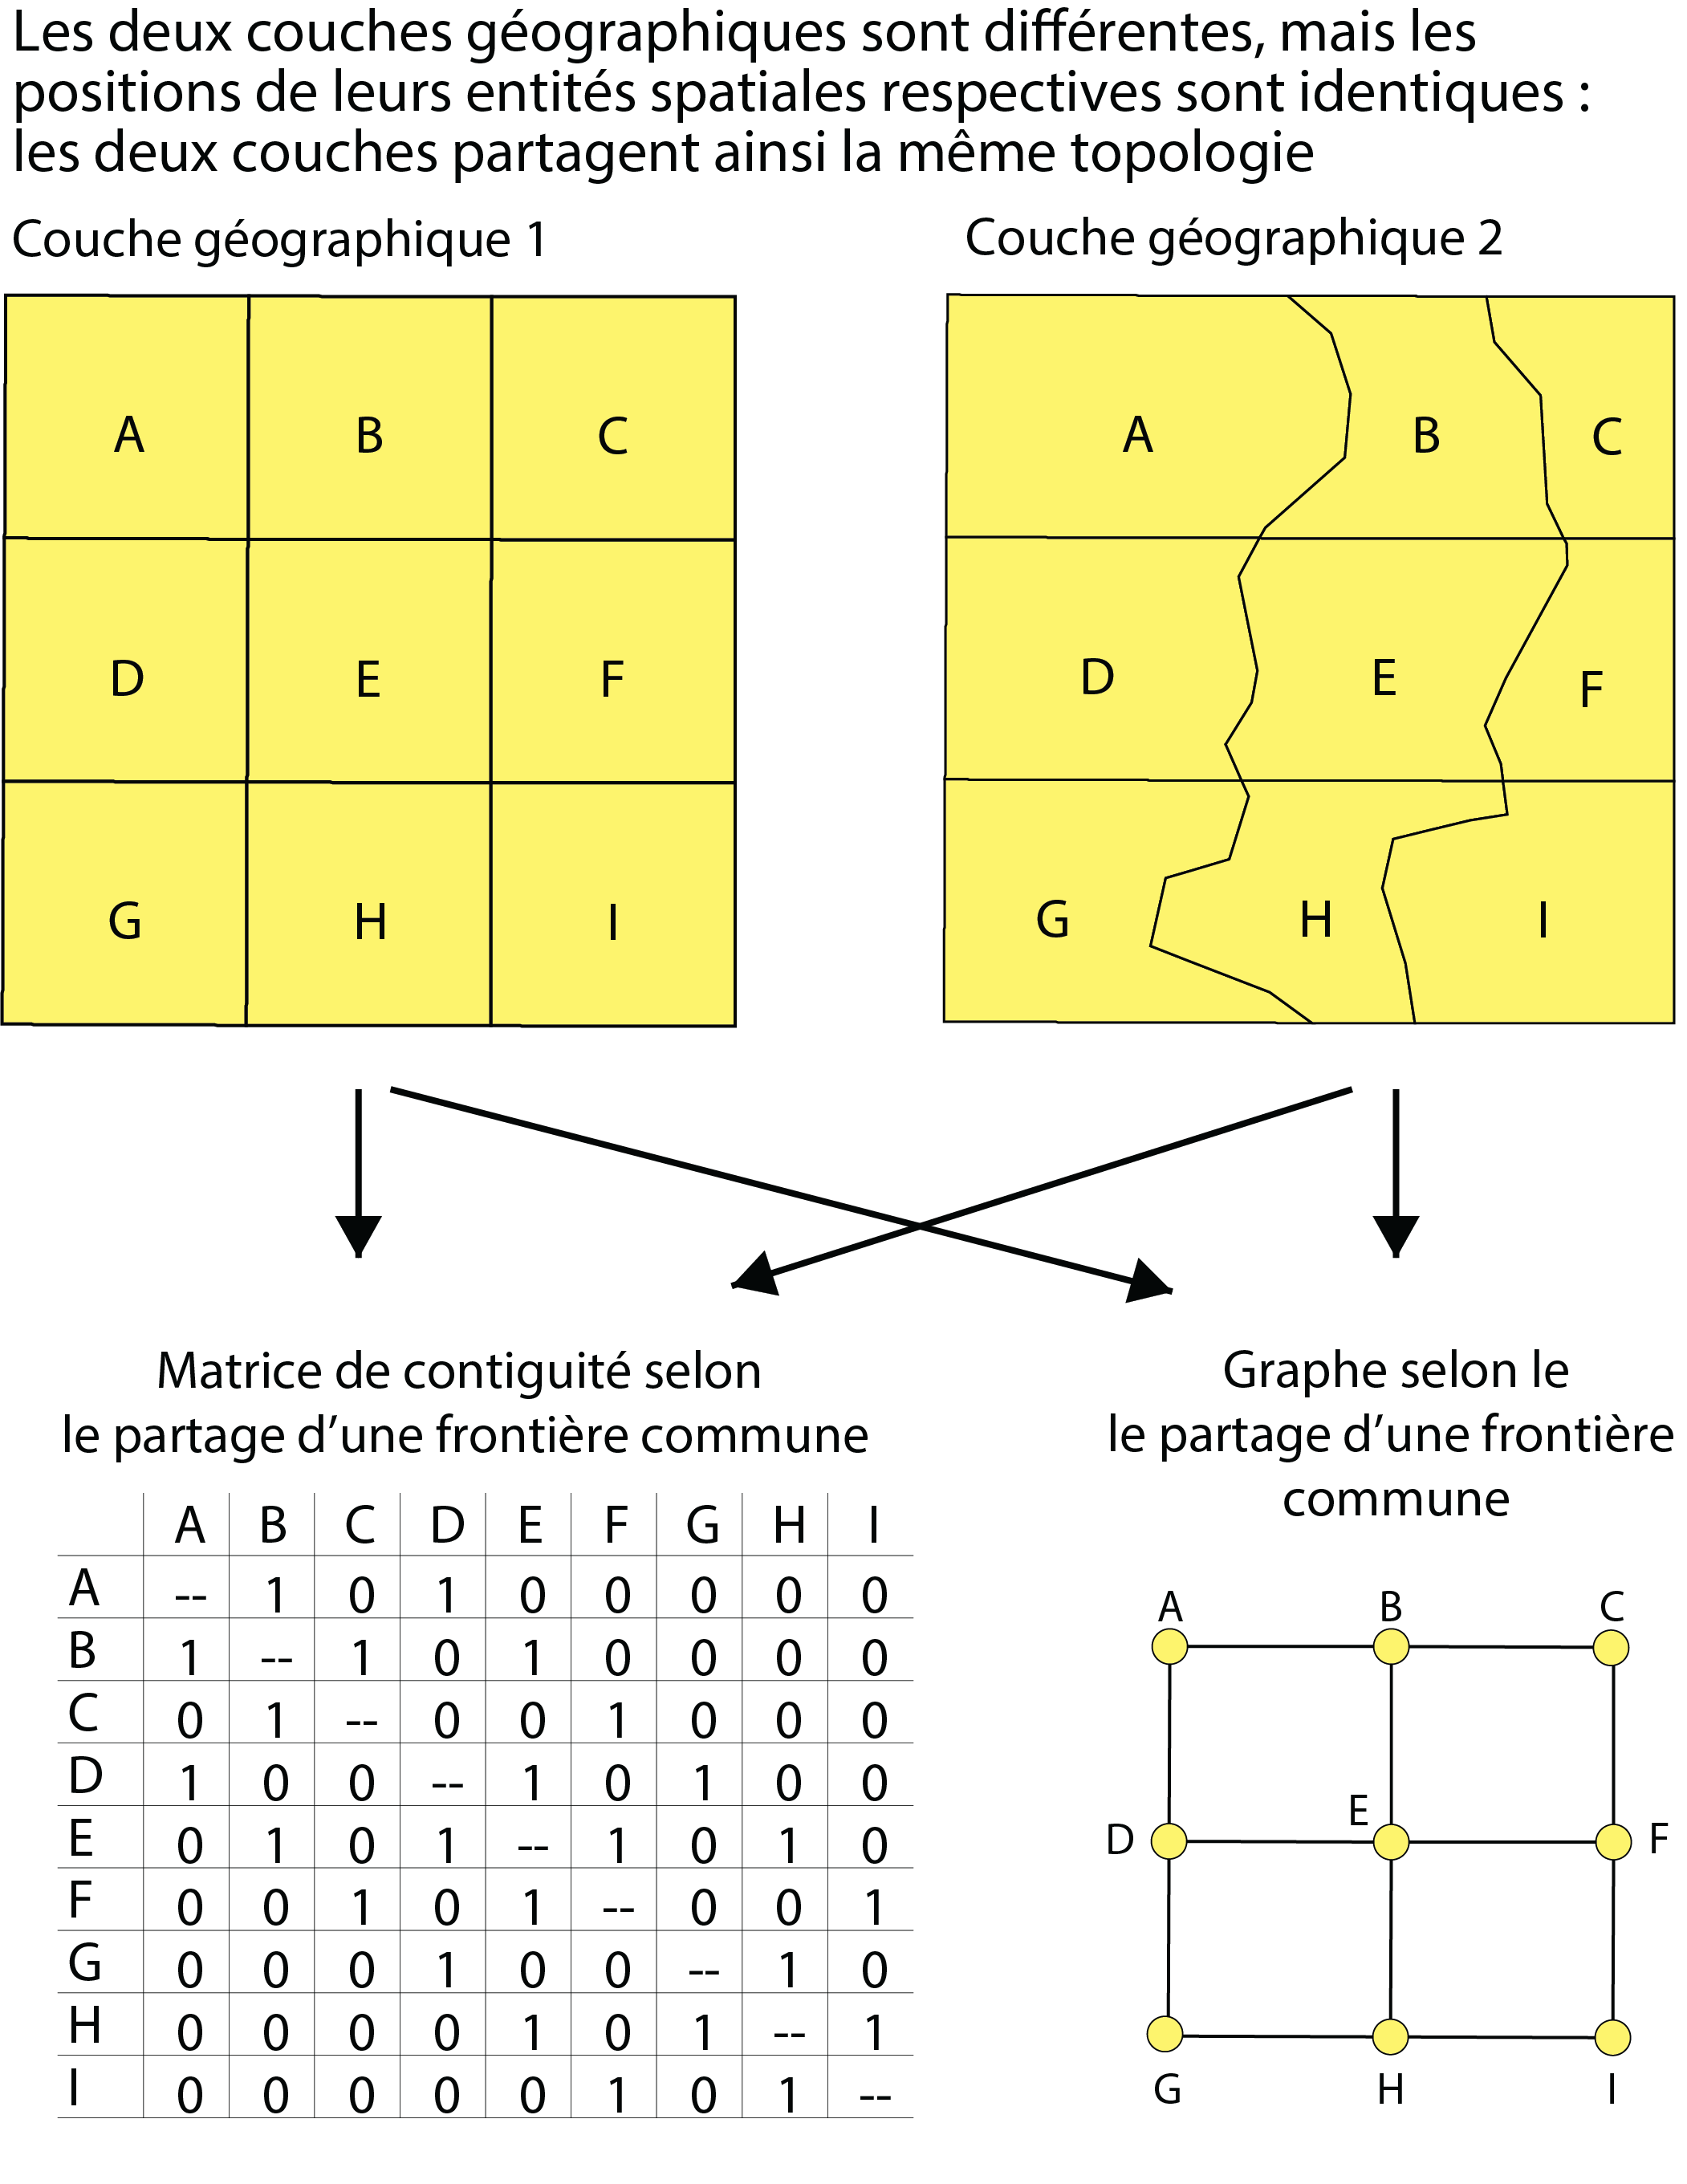 Les deux couches géographiques sont différentes, mais les
positions de leurs entités spatiales respectives sont identiques :
les deux couches partagent ainsi la même topologie
Couche géographique 1
Couche géographique 2
A B C
D E F
G H I
A B C
D E F
G H I
Matrice de contiguité selon
le partage d’une frontière commune
A B C D E F G H I
A -- 1 0 1 0 0 0 0 0
B 1 -- 1 0 1 0 0 0 0
C 0 1 -- 0 0 1 0 0 0
D 1 0 0 -- 1 0 1 0 0
E 0 1 0 1 -- 1 0 1 0
F 0 0 1 0 1 -- 0 0 1
G 0 0 0 1 0 0 -- 1 0
H 0 0 0 0 1 0 1 -- 1
I 0 0 0 0 0 1 0 1 --
Graphe selon le
le partage d’une frontière
commune
A B C
D E F
G H I